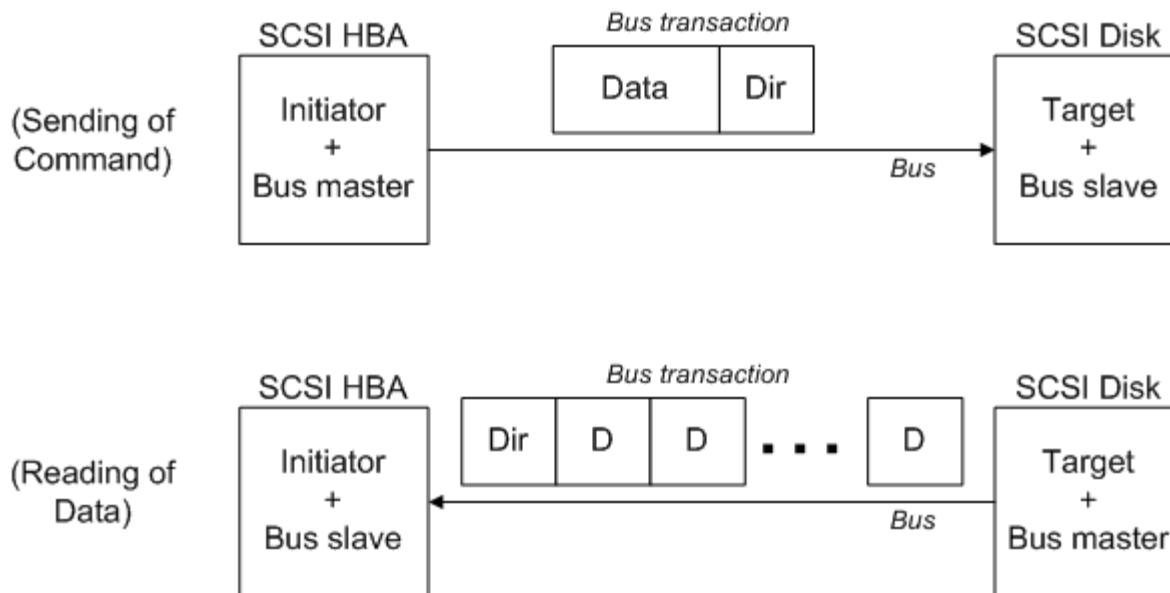 SCSI HBA
Bus transaction
SCSI Disk
(Sending of
Command)
Initiator
+
Bus master
Data
Dir
Bus
Target
+
Bus slave
SCSI HBA
Bus transaction
SCSI Disk
(Reading of
Data)
Initiator
+
Bus slave
Dir
D
D
. . .
D
Bus
Target
+
Bus master